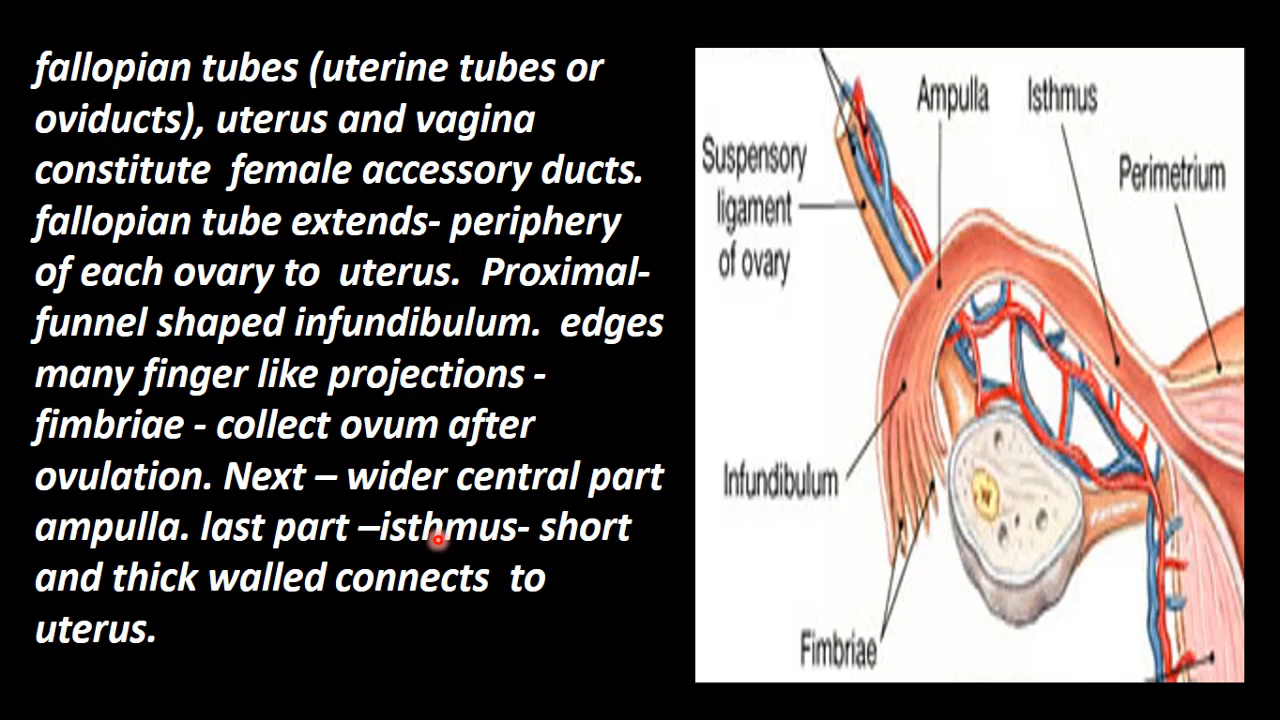 fallopian tubes (uterine tubes or
oviducts), uterus and vagina
constitute female accessory ducts.
fallopian tube extends- periphery
of each ovary to uterus. Proximal-
funnel shaped infundibulum. edges
many finger like projections -
fimbriae - collect ovum after
ovulation. Next – wider central part
ampulla. last part –isthmus- short
and thick walled connects to
uterus.
Ampulla
Isthmus
Suspensory
ligament
of ovary
Perimetrium
Infundibulum
Fimbriae